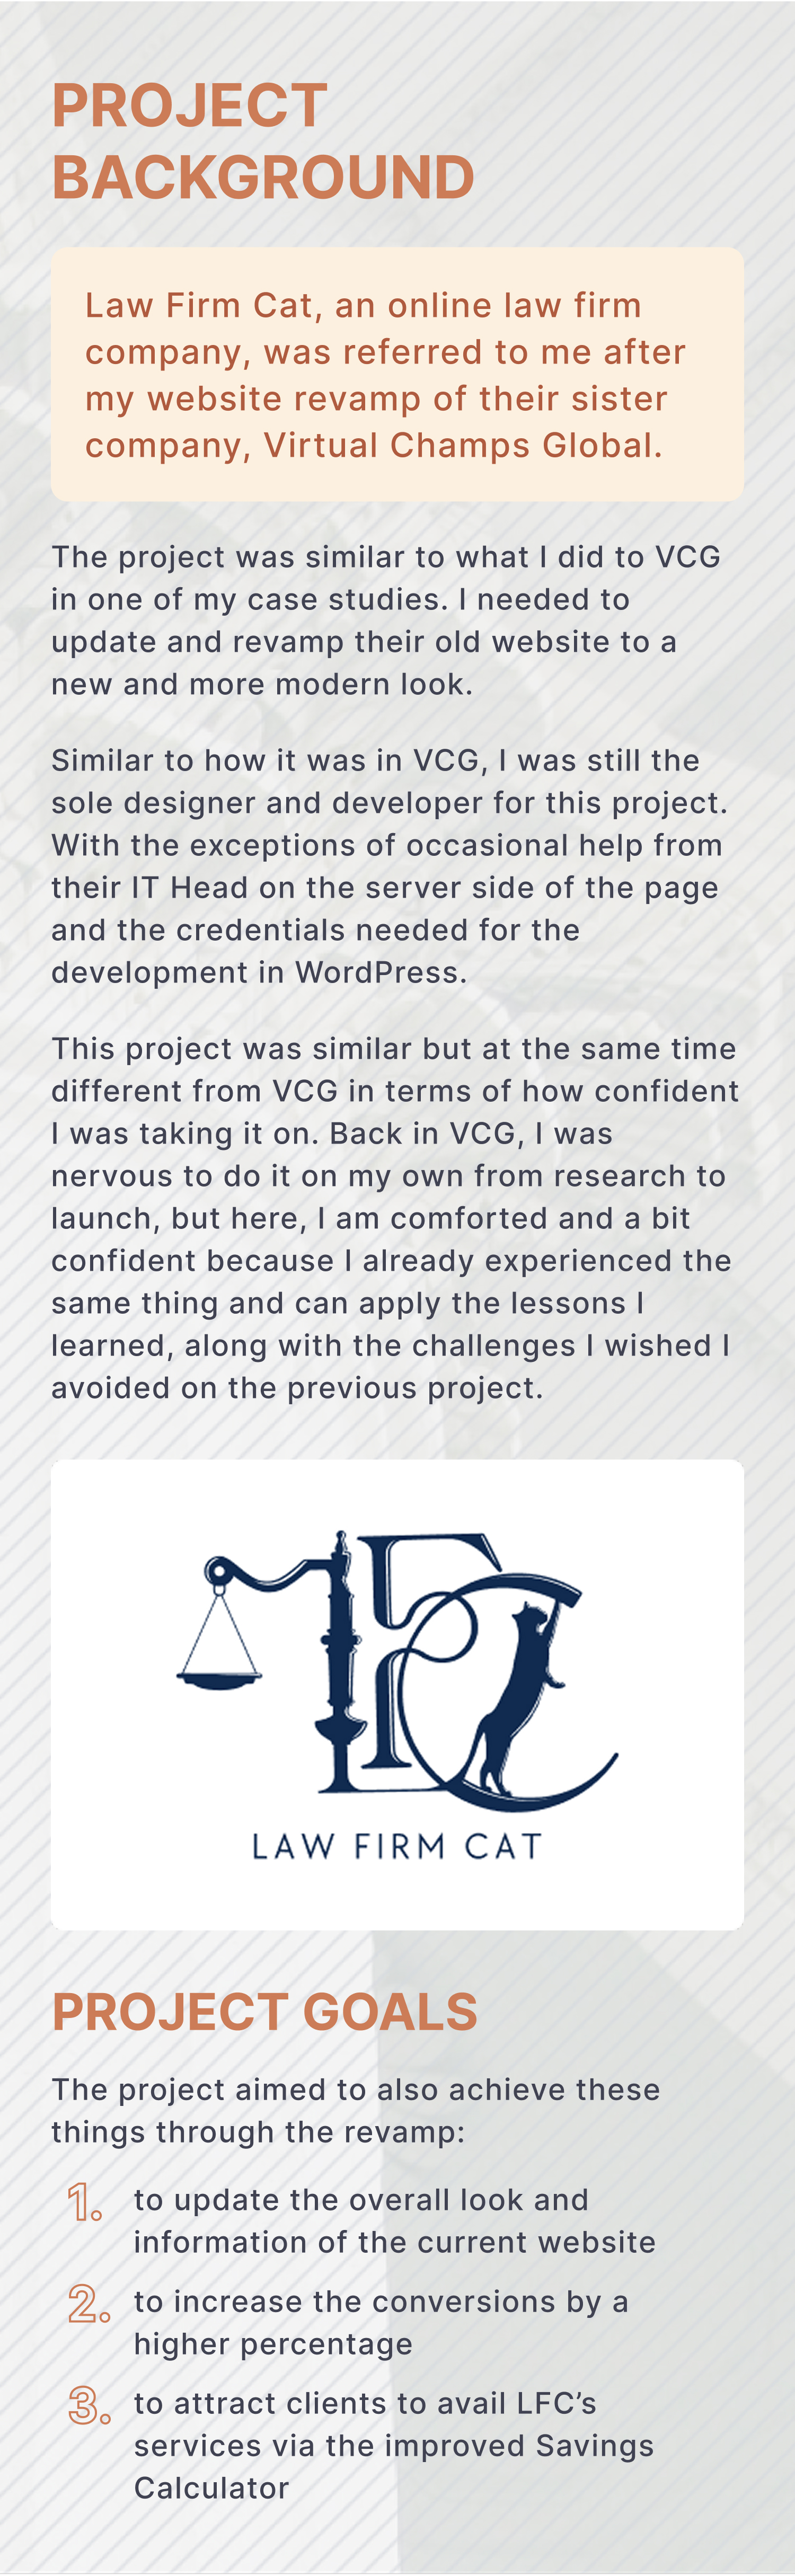 PROJECT
BACKGROUND
Law Firm Cat, an online law firm
company, was referred to me after
my website revamp of their sister
company, Virtual Champs Global.
The project was similar to what I did to VCG
in one of my case studies. I needed to
update and revamp their old website to a
new and more modern look.
Similar to how it was in VCG, I was still the
sole designer and developer for this project.
With the exceptions of occasional help from
their IT Head on the server side of the page
and the credentials needed for the
development in WordPress.
This project was similar but at the same time
different from VCG in terms of how confident
I was taking it on. Back in VCG, I was
nervous to do it on my own from research to
launch, but here, I am comforted and a bit
confident because I already experienced the
same thing and can apply the lessons I
learned, along with the challenges I wished I
avoided on the previous project.
LFC
LAW FIRM CAT
PROJECT GOALS
The project aimed to also achieve these
things through the revamp:
1. to update the overall look and
information of the current website
2. to increase the conversions by a
higher percentage
3. to attract clients to avail LFC’s
services via the improved Savings
Calculator